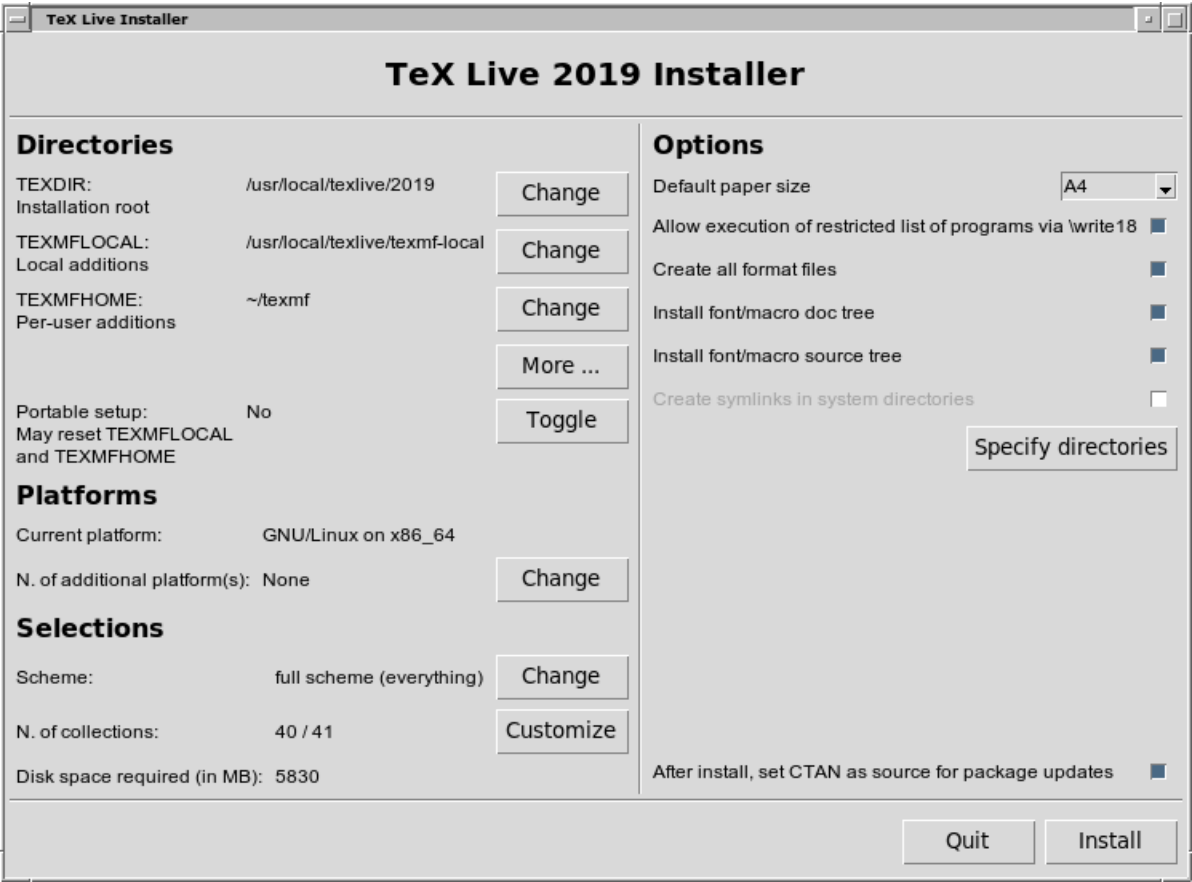 TeX Live Installer
TeX Live 2019 Installer
Directories
TEXDIR: /usr/local/texlive/2019 Change
Installation root
TEXMFLOCAL: /usr/local/texlive/texmf-local Change
Local additions
TEXMFHOME: ~/texmf Change
Per-user additions
More ...
Portable setup: No Toggle
May reset TEXMFLOCAL
and TEXMFHOME
Platforms
Current platform: GNU/Linux on x86_64
N. of additional platform(s): None Change
Selections
Scheme: full scheme (everything) Change
N. of collections: 40 / 41 Customize
Disk space required (in MB): 5830
Options
Default paper size A4
Allow execution of restricted list of programs via \write18
Create all format files
Install font/macro doc tree
Install font/macro source tree
Create symlinks in system directories
Specify directories
After install, set CTAN as source for package updates
Quit Install